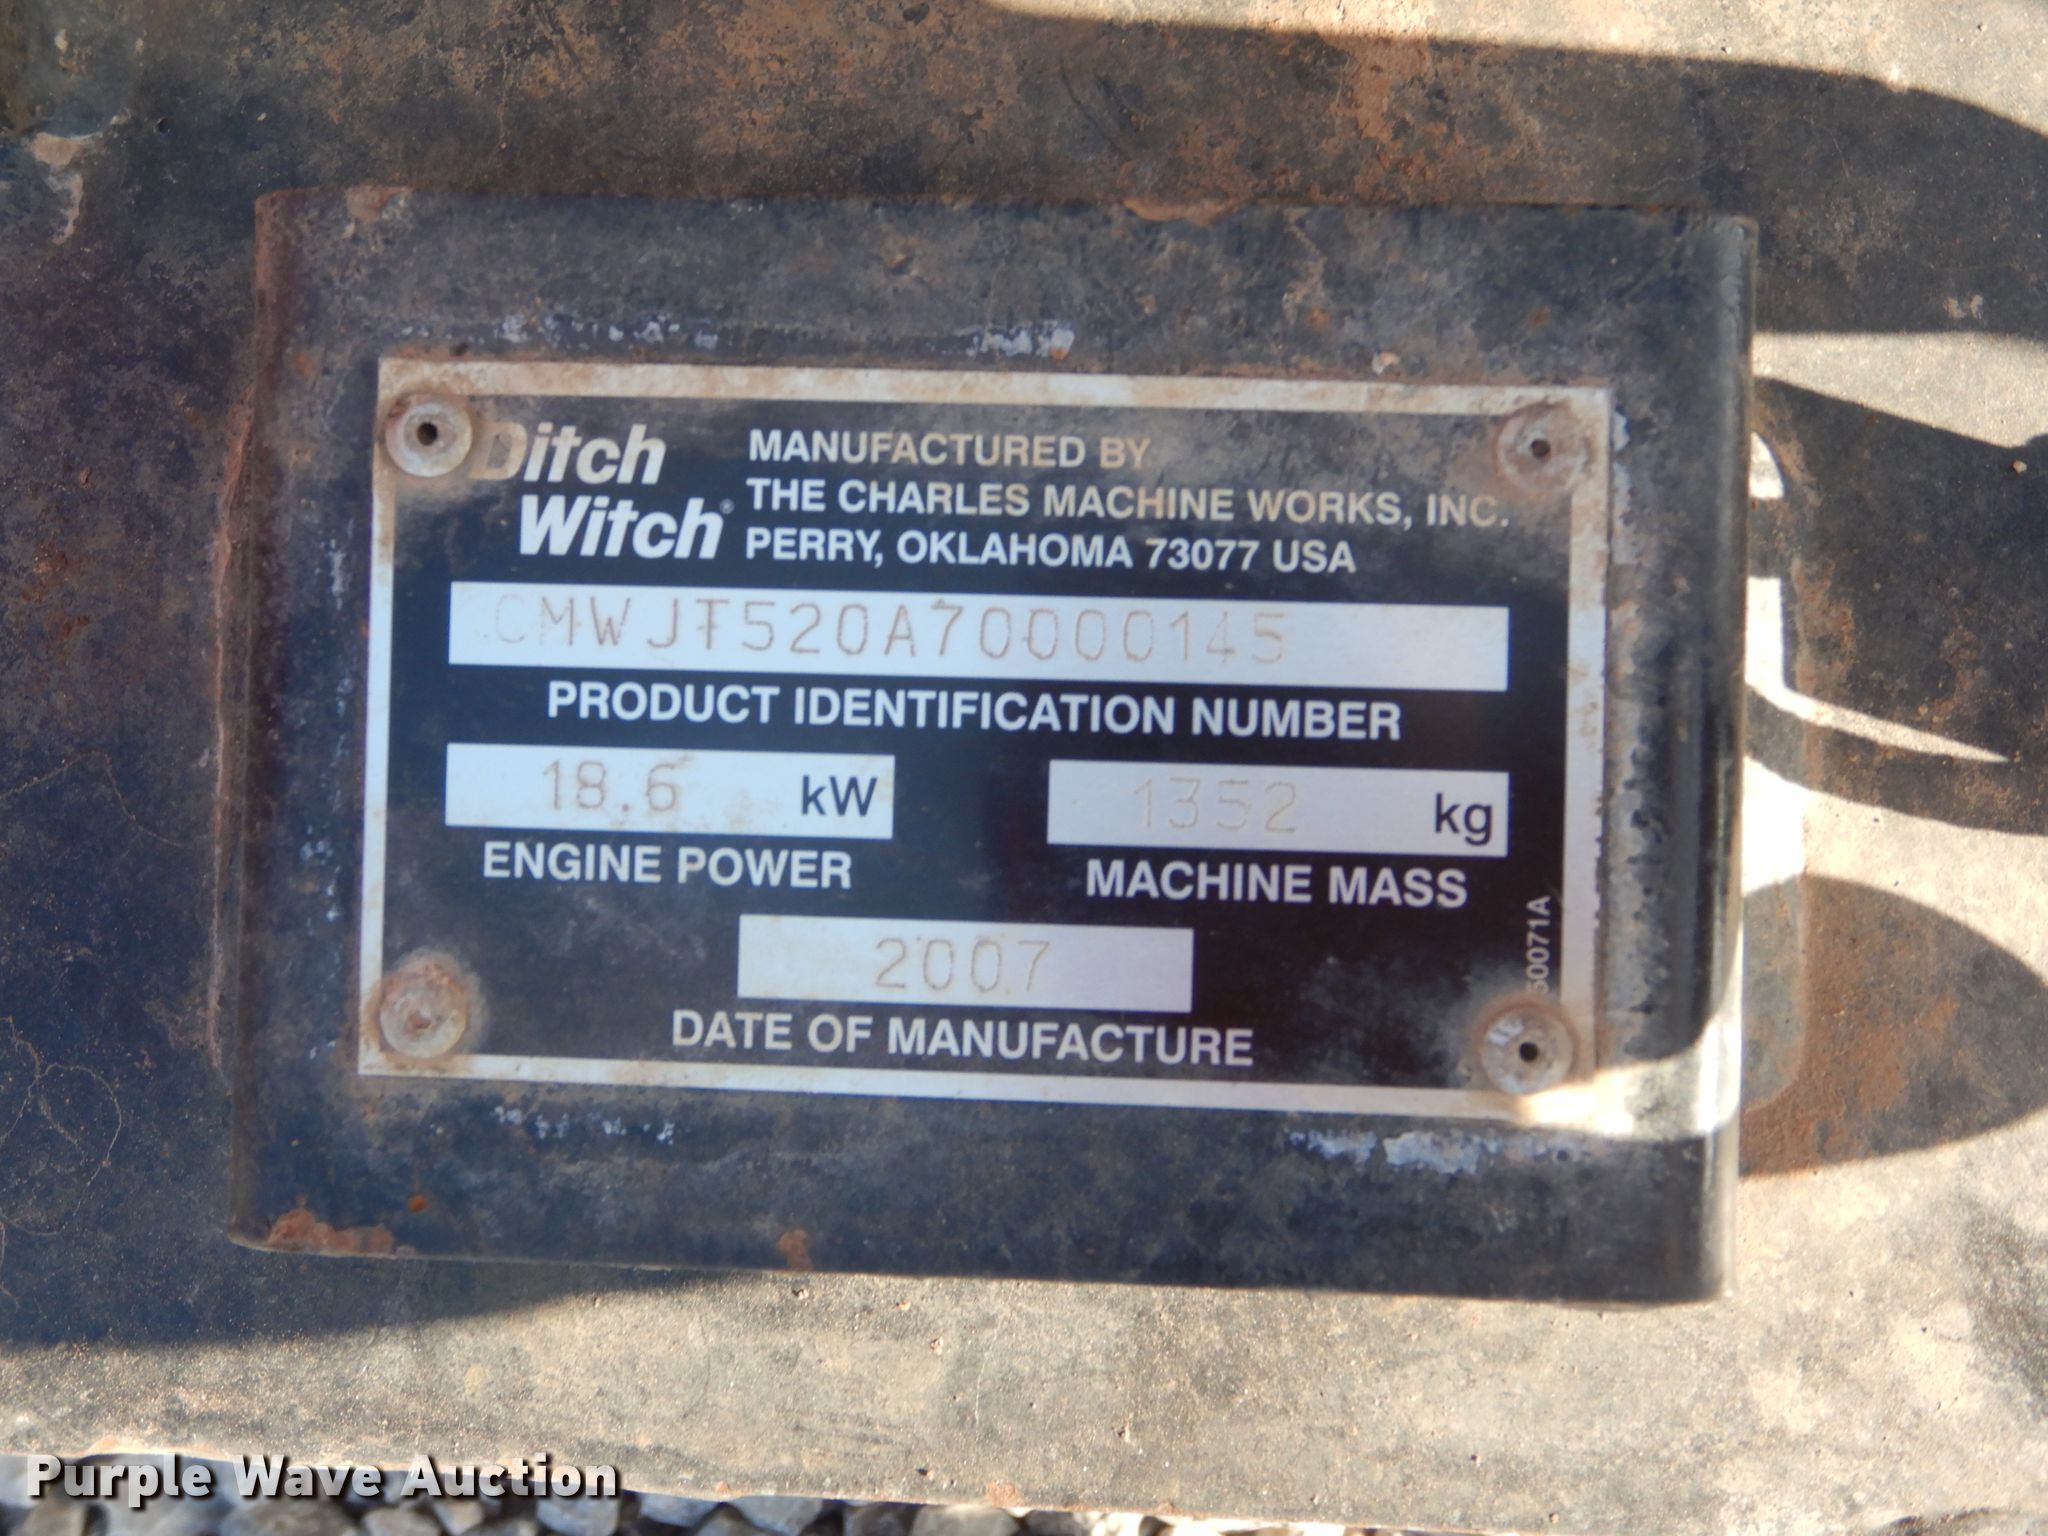 Ditch
Witch®
MANUFACTURED BY
THE CHARLES MACHINE WORKS, INC.
PERRY, OKLAHOMA 73077 USA
CMWJT520A70000145
PRODUCT IDENTIFICATION NUMBER
18.6 kW
ENGINE POWER
1352 kg
MACHINE MASS
2007
DATE OF MANUFACTURE
Purple Wave Auction